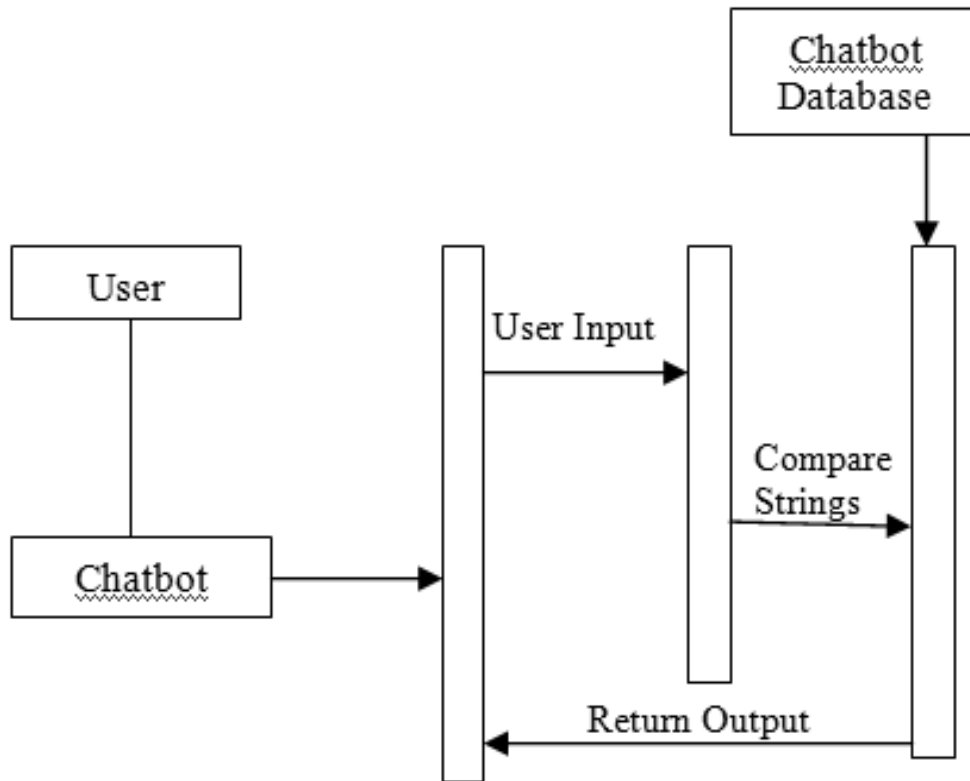 Chatbot
Database
User
User Input
Compare
Strings
Chatbot
Return Output